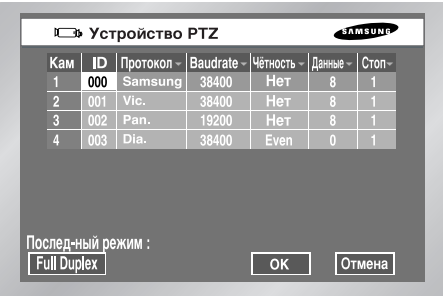 Устройство PTZ SAMSUNG
Кам ID Протокол Baudrate Чётность Данные Стоп
1 000 Samsung 38400 Нет 8 1
2 001 Vic. 38400 Нет 8 1
3 002 Pan. 19200 Нет 8 1
4 003 Dia. 38400 Even 0 1
Послед-ный режим :
Full Duplex OK Отмена